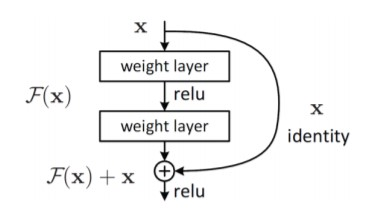 x
weight layer
F(x)
relu
x
weight layer
identity
F(x) + x
relu